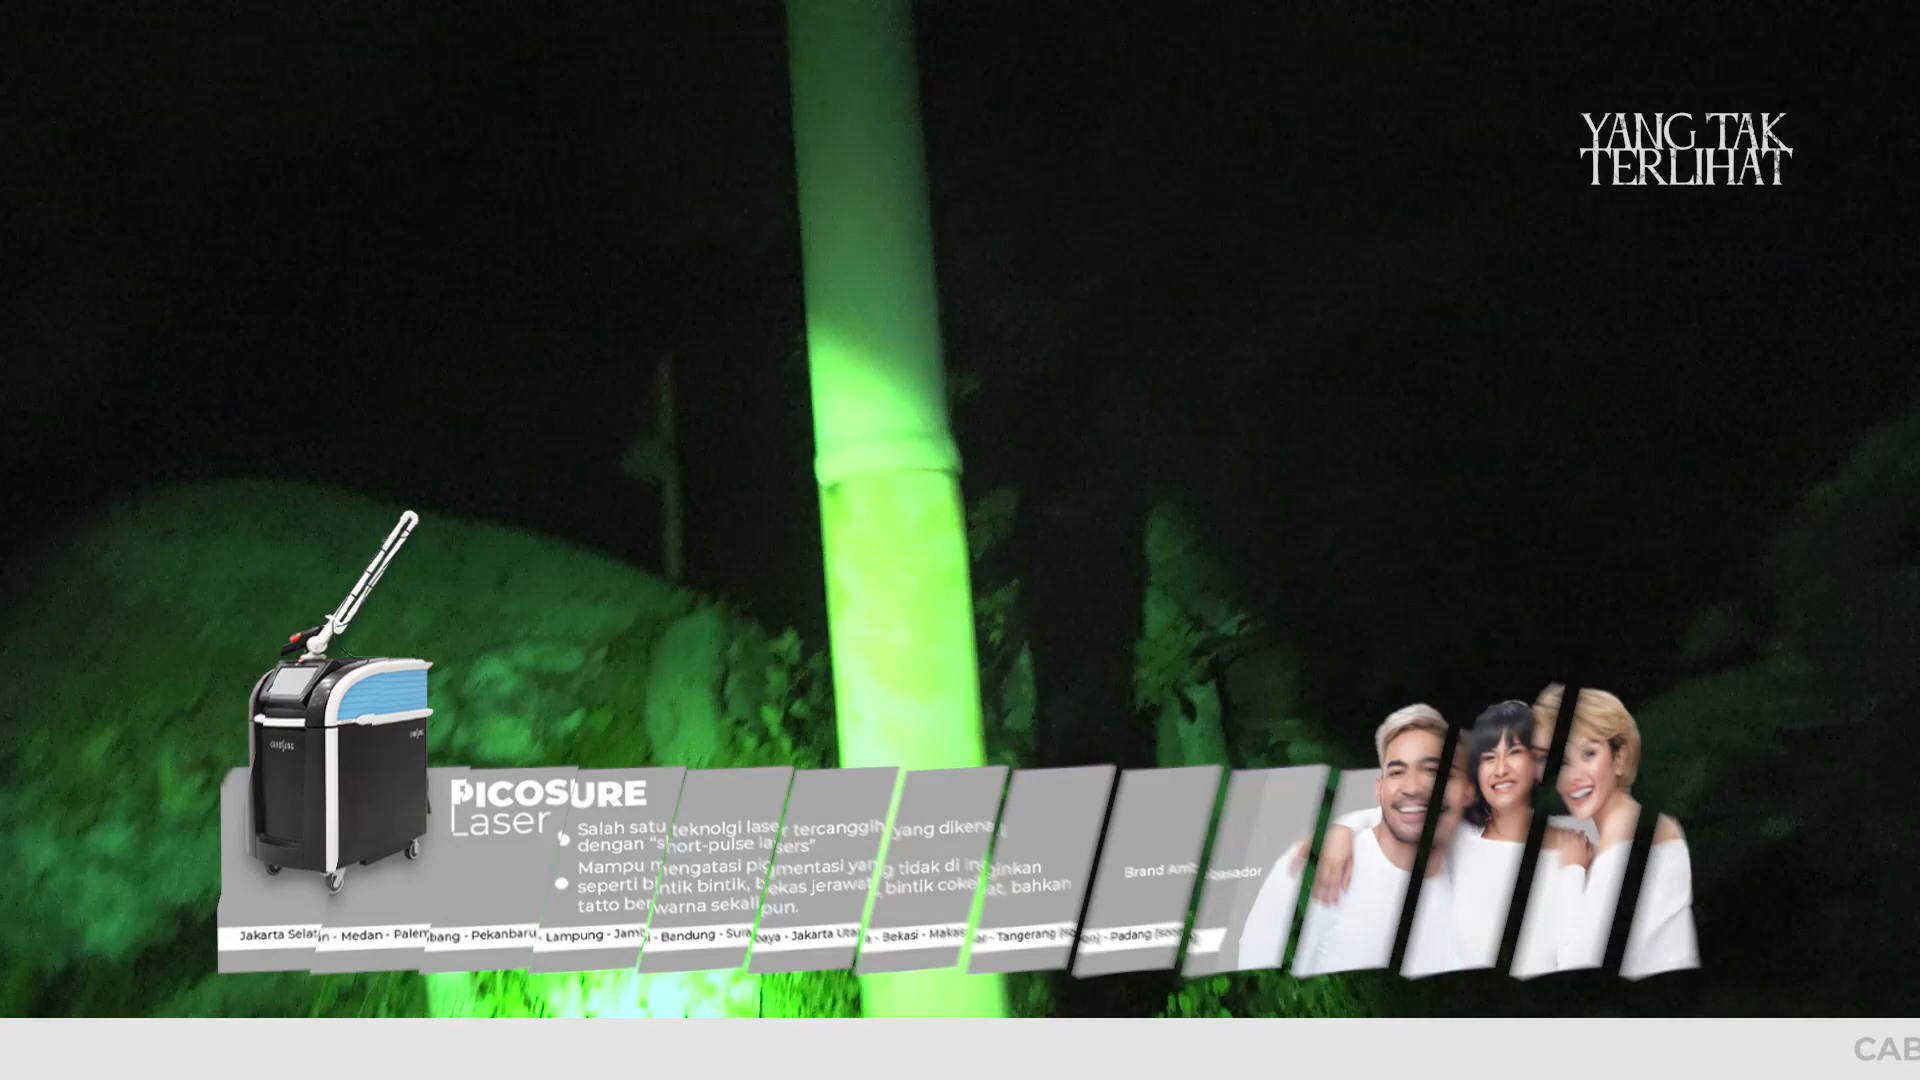 YANG TAK
TERLIHAT
PICOSURE
Laser
Salah satu teknolgi laser tercanggih yang dikenal
dengan "short-pulse lasers"
Mampu mengatasi pigmentasi yang tidak di inginkan
seperti bintik bintik, bekas jerawat, bintik cokelat, bahkan
tatto berwarna sekalipun.
Brand Ambassador
Jakarta Selatan - Medan - Palembang - Pekanbaru - Lampung - Jambi - Bandung - Surabaya - Jakarta Utara - Bekasi - Makassar - Tangerang (soon) - Padang (soon)
CAB